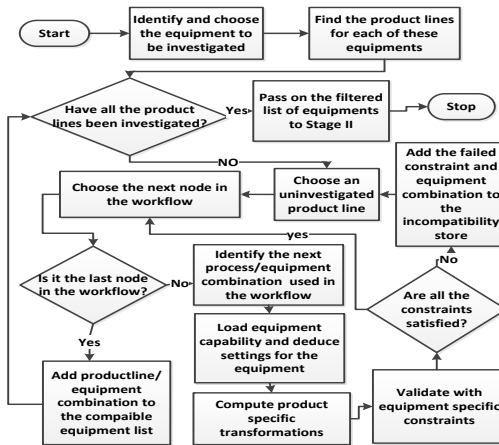 Start
Identify and choose
the equipment to
be investigated
Find the product lines
for each of these
equipments
Have all the product
lines been investigated?
Yes
Pass on the filtered
list of equipments
to Stage II
Stop
NO
Choose an
uninvestigated
product line
Add the failed
constraint and
equipment
combination to
the
incompatibility
store
Choose the next node in
the workflow
yes
No
Is it the last node
in the workflow?
No
Identify the next
process/equipment
combination used in
the workflow
Are all the
constraints
satisfied?
Yes
Load equipment
capability and deduce
settings for the
equipment
Add productline/
equipment
combination to
the compaible
equipment list
Compute product
specific
transformations
Validate with
equipment specific
constraints